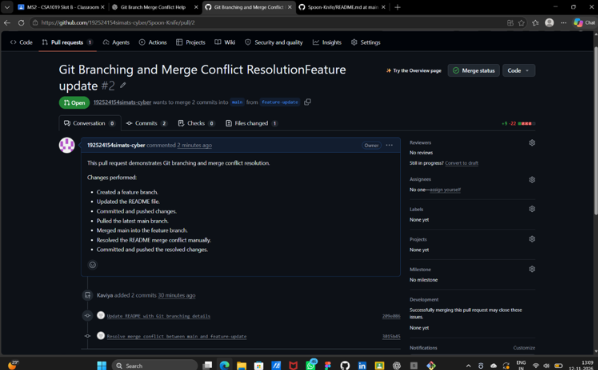 MS2 - CSA1019 Slot B - Classroom
Git Branch Merge Conflict Help
Git Branching and Merge Conflict
Spoon-Knife/README.md at main
https://github.com/192524154simats-cyber/Spoon-Knife/pull/2
Chat
Code
Pull requests 1
Agents
Actions
Projects
Wiki
Security and quality
Insights
Settings
Git Branching and Merge Conflict ResolutionFeature
update #2
Try the Overview page
Merge status
Code
Open
192524154simats-cyber wants to merge 2 commits into main from Feature-update
Conversation 0
Commits 2
Checks 0
Files changed 1
192524154simats-cyber commented 2 minutes ago
Owner
This pull request demonstrates Git branching and merge conflict resolution.
Changes performed:
• Created a feature branch.
• Updated the README file.
• Committed and pushed changes.
• Pulled the latest main branch.
• Merged main into the feature branch.
• Resolved the README merge conflict manually.
• Committed and pushed the resolved changes.
Kaviya added 2 commits 30 minutes ago
Update README with Git branching details
Resolve merge conflict between main and Feature-update
Reviewers
No reviews
Still in progress? Convert to draft
Assignees
No one—assign yourself
Labels
None yet
Projects
None yet
Milestone
No milestone
Development
Successfully merging this pull request may close these
issues.
None yet
Notifications
Customize
Search
ENG
IN
13:09